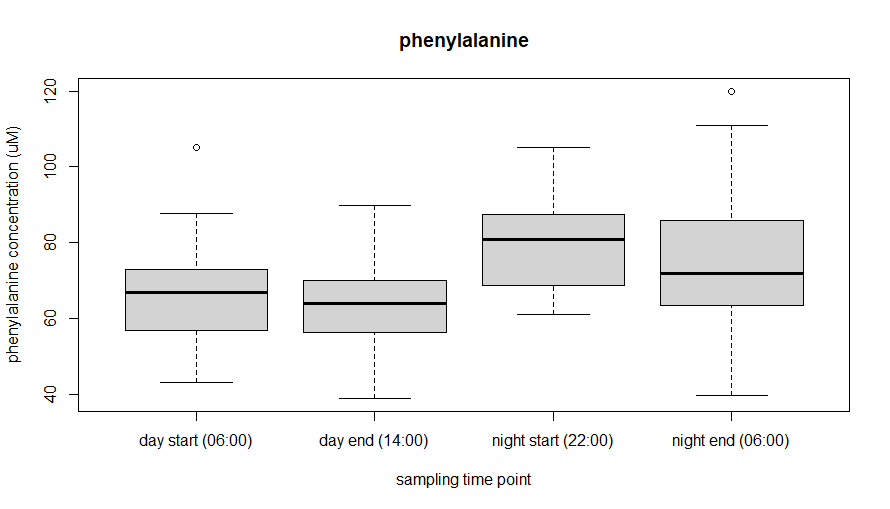 phenylalanine
phenylalanine concentration (uM)
120
100
80
60
40
day start (06:00)
day end (14:00)
night start (22:00)
night end (06:00)
sampling time point